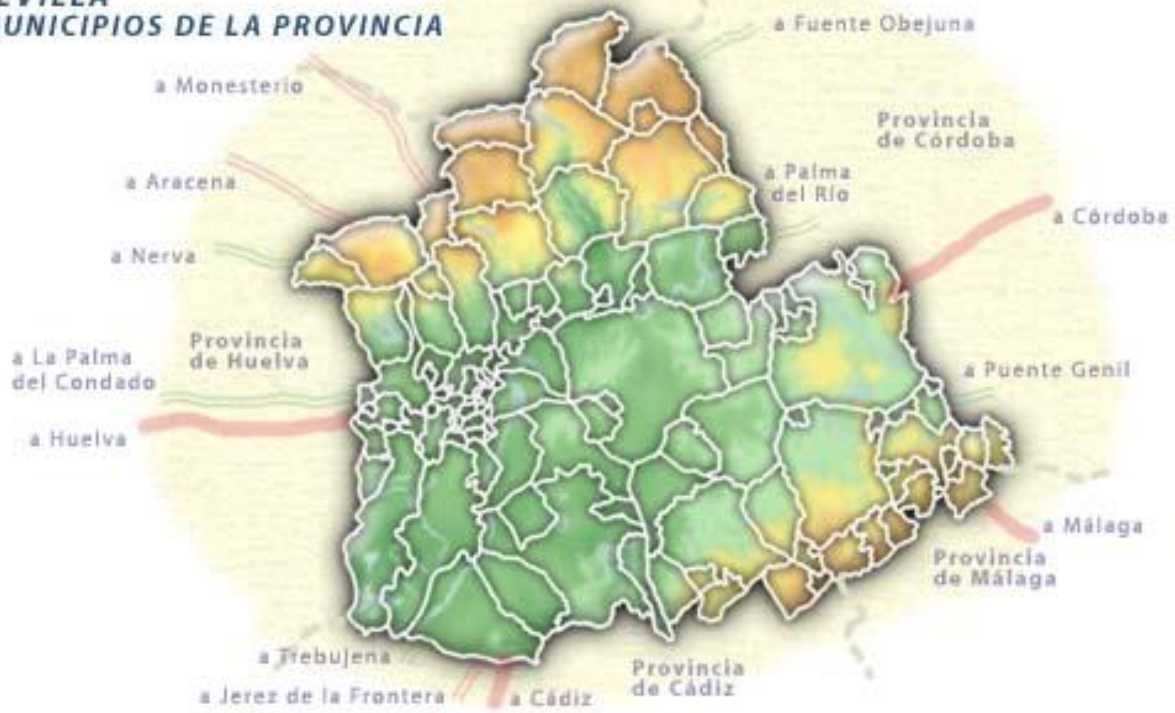 MUNICIPIOS DE LA PROVINCIA
a Fuente Obejuna
a Monesterio
Provincia
de Córdoba
a Aracena
a Palma
del Río
a Córdoba
a Nerva
Provincia
de Huelva
a La Palma
del Condado
a Puente Genil
a Huelva
a Málaga
Provincia
de Málaga
a Trebujena
Provincia
de Cádiz
a Jerez de la Frontera
a Cádiz